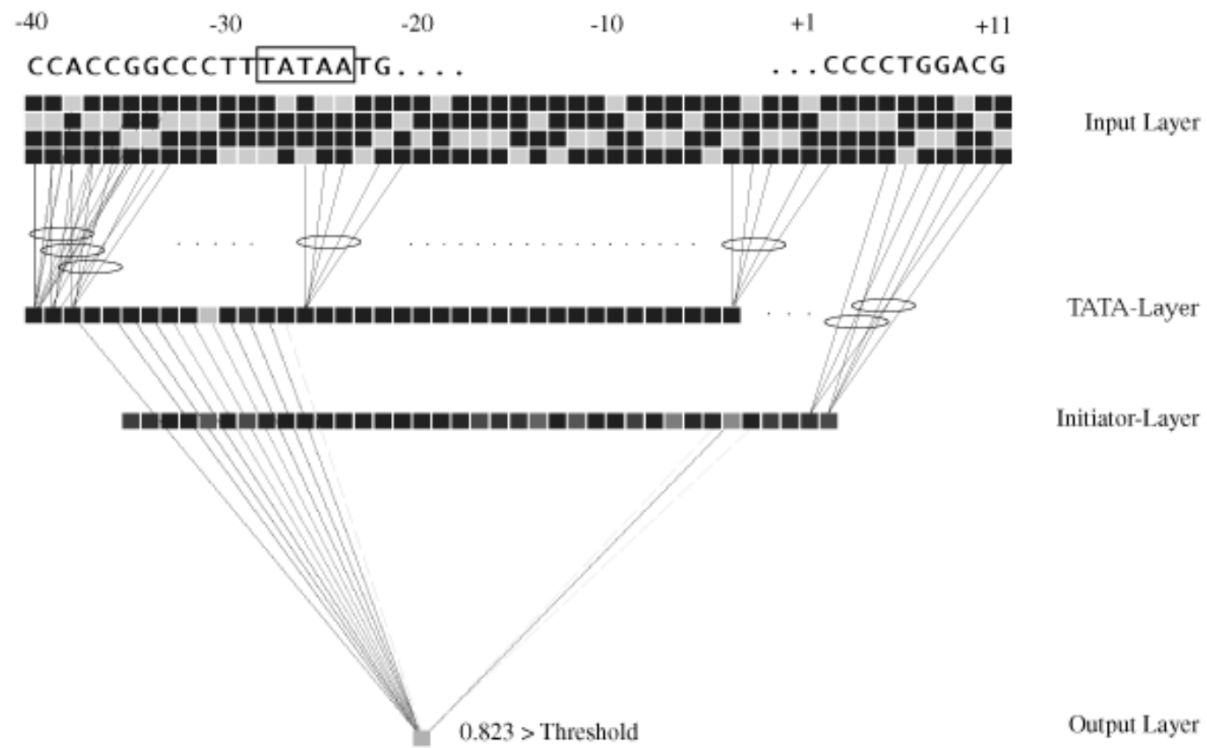 -40 -30 -20 -10 +1 +11
CCACCGGCCCTTTATAATG.... ...CCCCTGGACG
Input Layer
TATA-Layer
Initiator-Layer
0.823 > Threshold
Output Layer